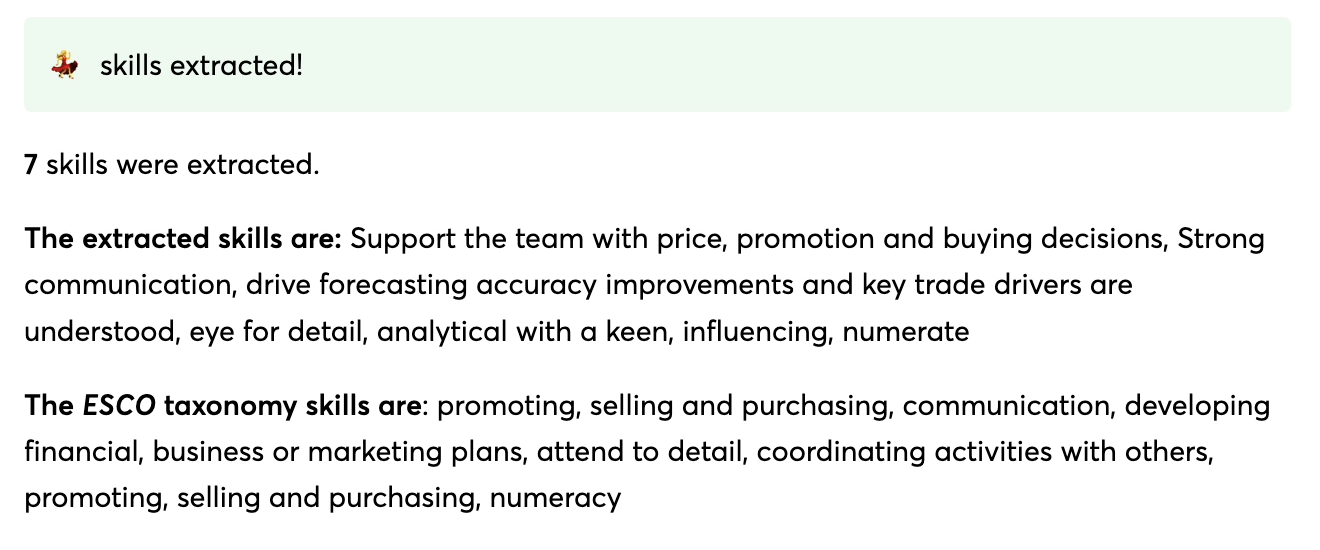 skills extracted!
7 skills were extracted.
The extracted skills are: Support the team with price, promotion and buying decisions, Strong
communication, drive forecasting accuracy improvements and key trade drivers are
understood, eye for detail, analytical with a keen, influencing, numerate
The ESCO taxonomy skills are: promoting, selling and purchasing, communication, developing
financial, business or marketing plans, attend to detail, coordinating activities with others,
promoting, selling and purchasing, numeracy